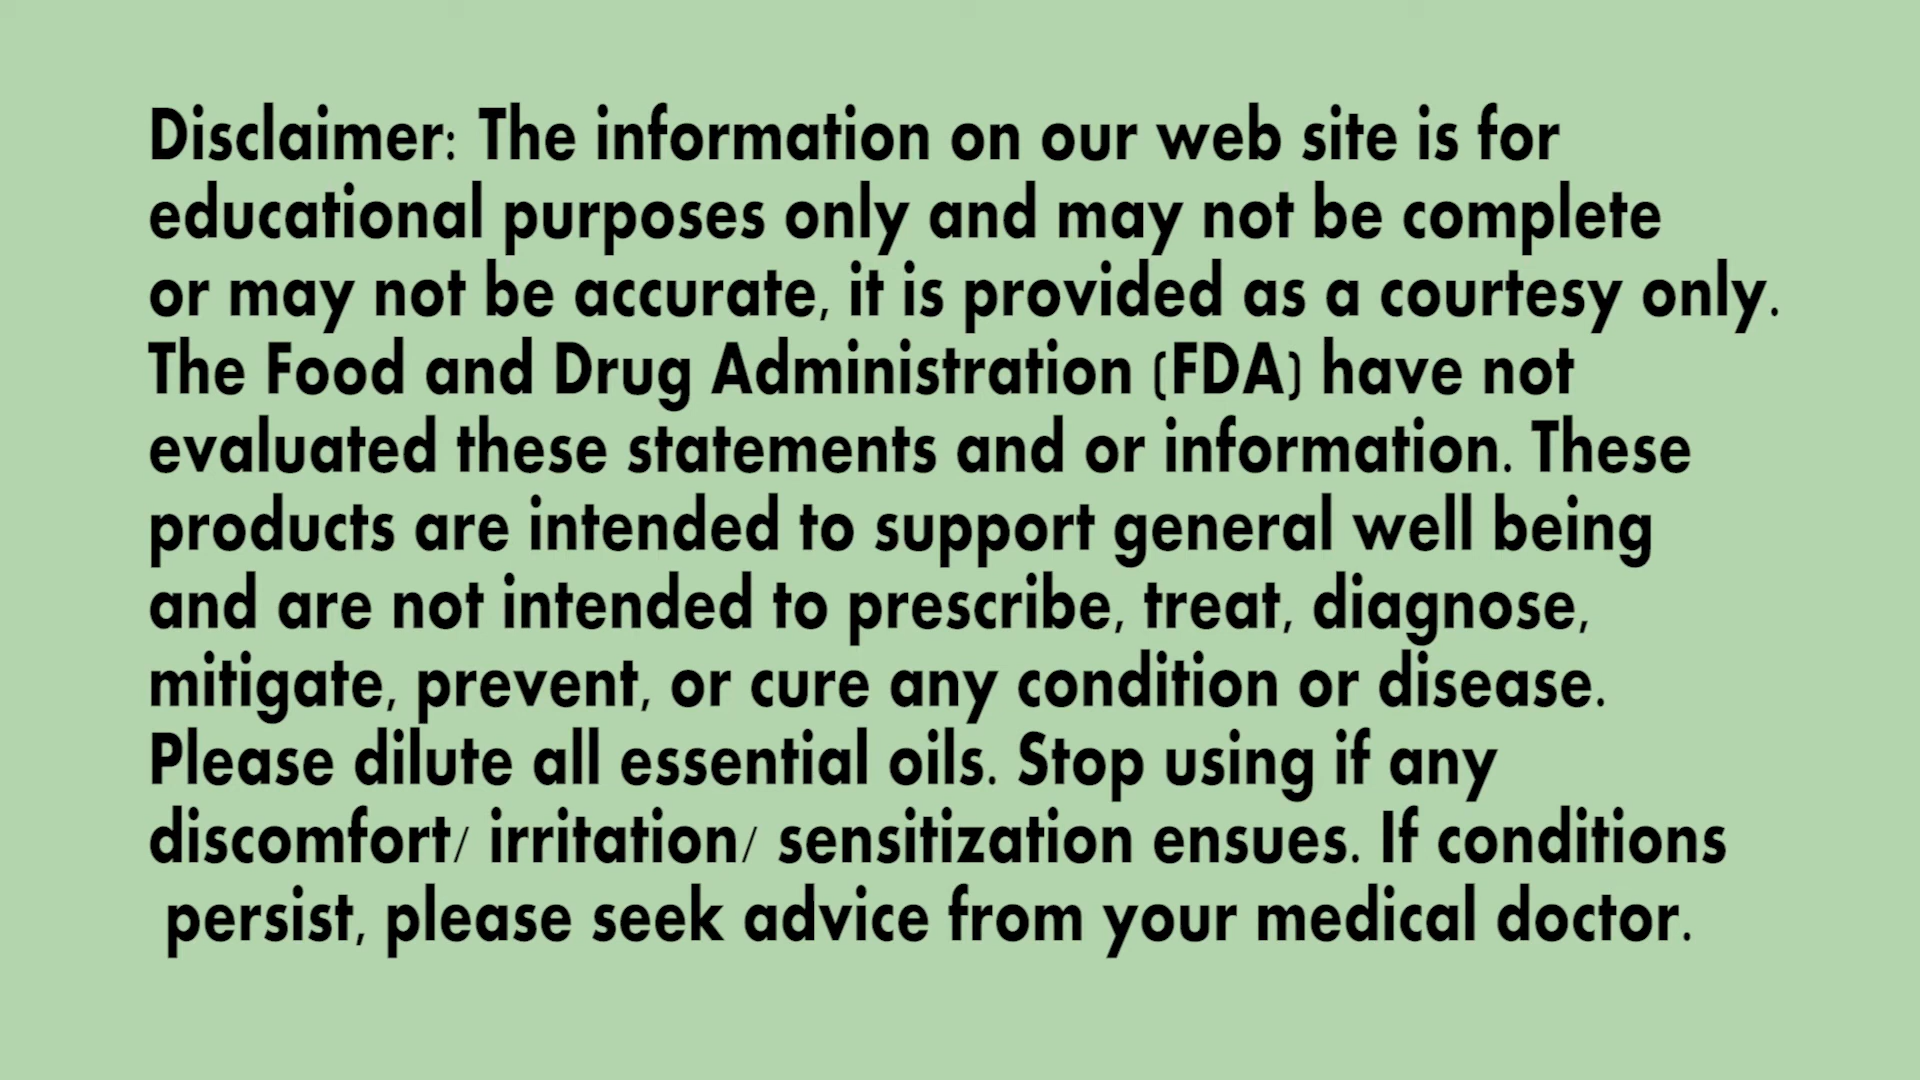 Disclaimer: The information on our web site is for
educational purposes only and may not be complete
or may not be accurate, it is provided as a courtesy only.
The Food and Drug Administration (FDA) have not
evaluated these statements and or information. These
products are intended to support general well being
and are not intended to prescribe, treat, diagnose,
mitigate, prevent, or cure any condition or disease.
Please dilute all essential oils. Stop using if any
discomfort/ irritation/ sensitization ensues. If conditions
persist, please seek advice from your medical doctor.